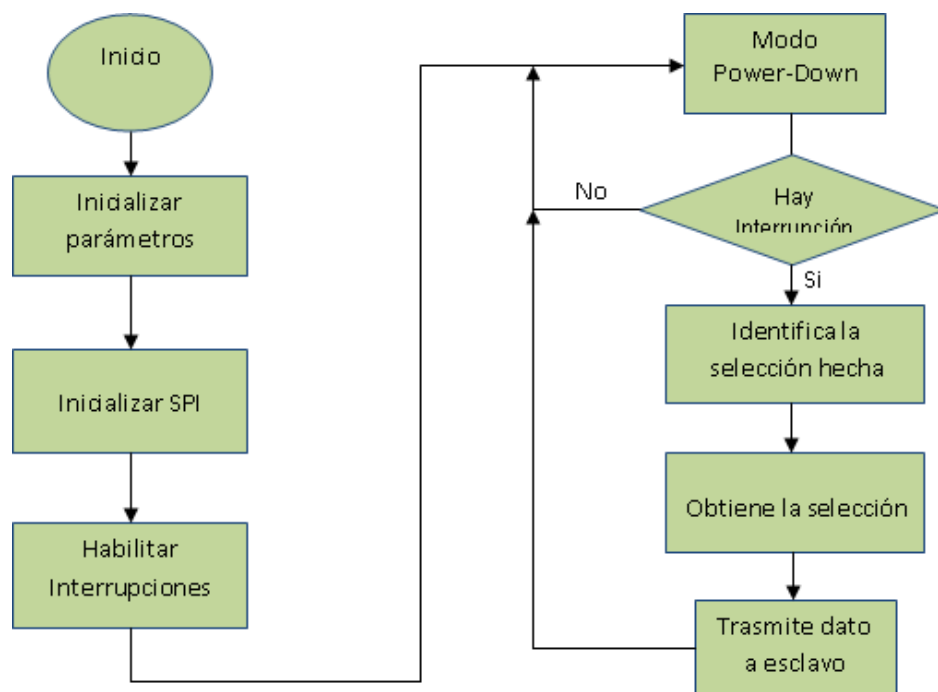 Inicio
Inicializar
parámetros
Inicializar SPI
Habilitar
Interrupciones
Modo
Power-Down
Hay
Interrupción
No
Si
Identifica la
selección hecha
Obtiene la selección
Trasmite dato
a esclavo